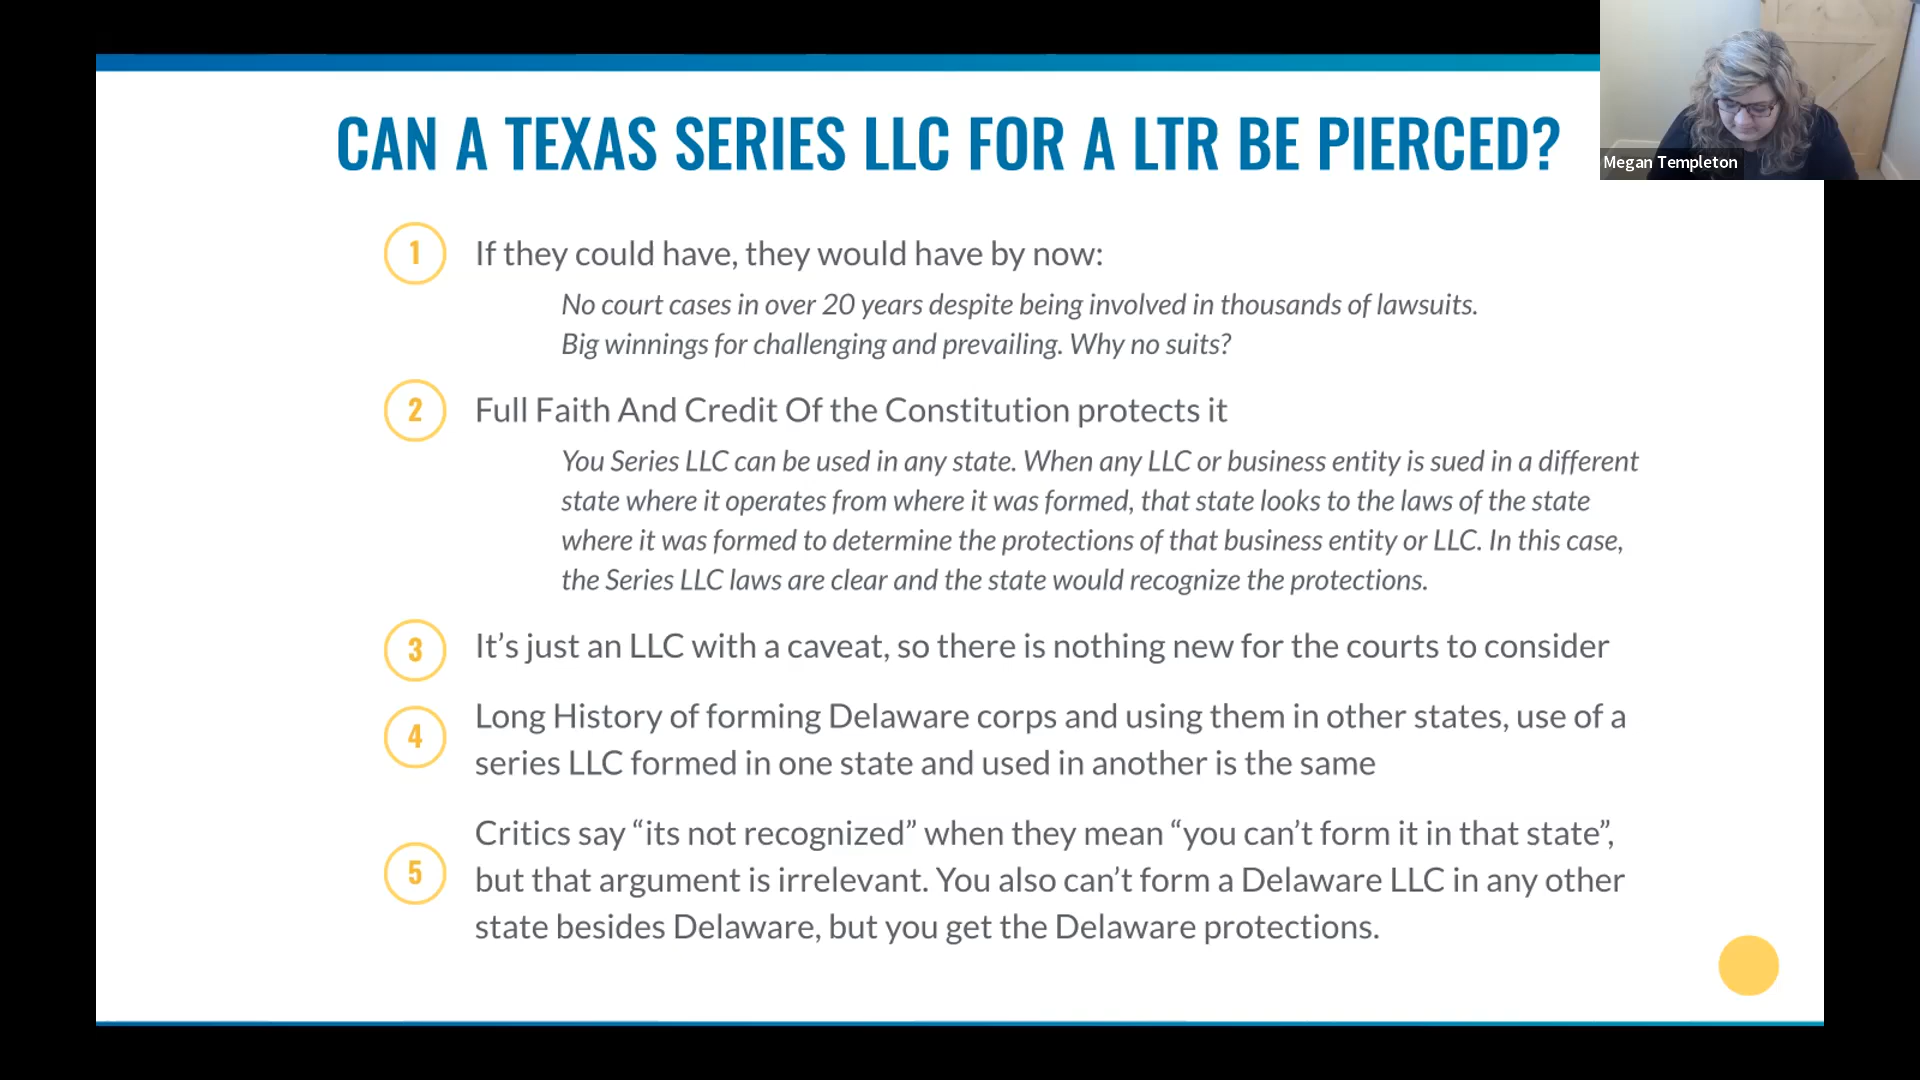 CAN A TEXAS SERIES LLC FOR A LTR BE PIERCED?
Megan Templeton
1 If they could have, they would have by now:
No court cases in over 20 years despite being involved in thousands of lawsuits.
Big winnings for challenging and prevailing. Why no suits?
2 Full Faith And Credit Of the Constitution protects it
You Series LLC can be used in any state. When any LLC or business entity is sued in a different
state where it operates from where it was formed, that state looks to the laws of the state
where it was formed to determine the protections of that business entity or LLC. In this case,
the Series LLC laws are clear and the state would recognize the protections.
3 It’s just an LLC with a caveat, so there is nothing new for the courts to consider
4 Long History of forming Delaware corps and using them in other states, use of a
series LLC formed in one state and used in another is the same
5 Critics say “its not recognized” when they mean “you can’t form it in that state”,
but that argument is irrelevant. You also can’t form a Delaware LLC in any other
state besides Delaware, but you get the Delaware protections.